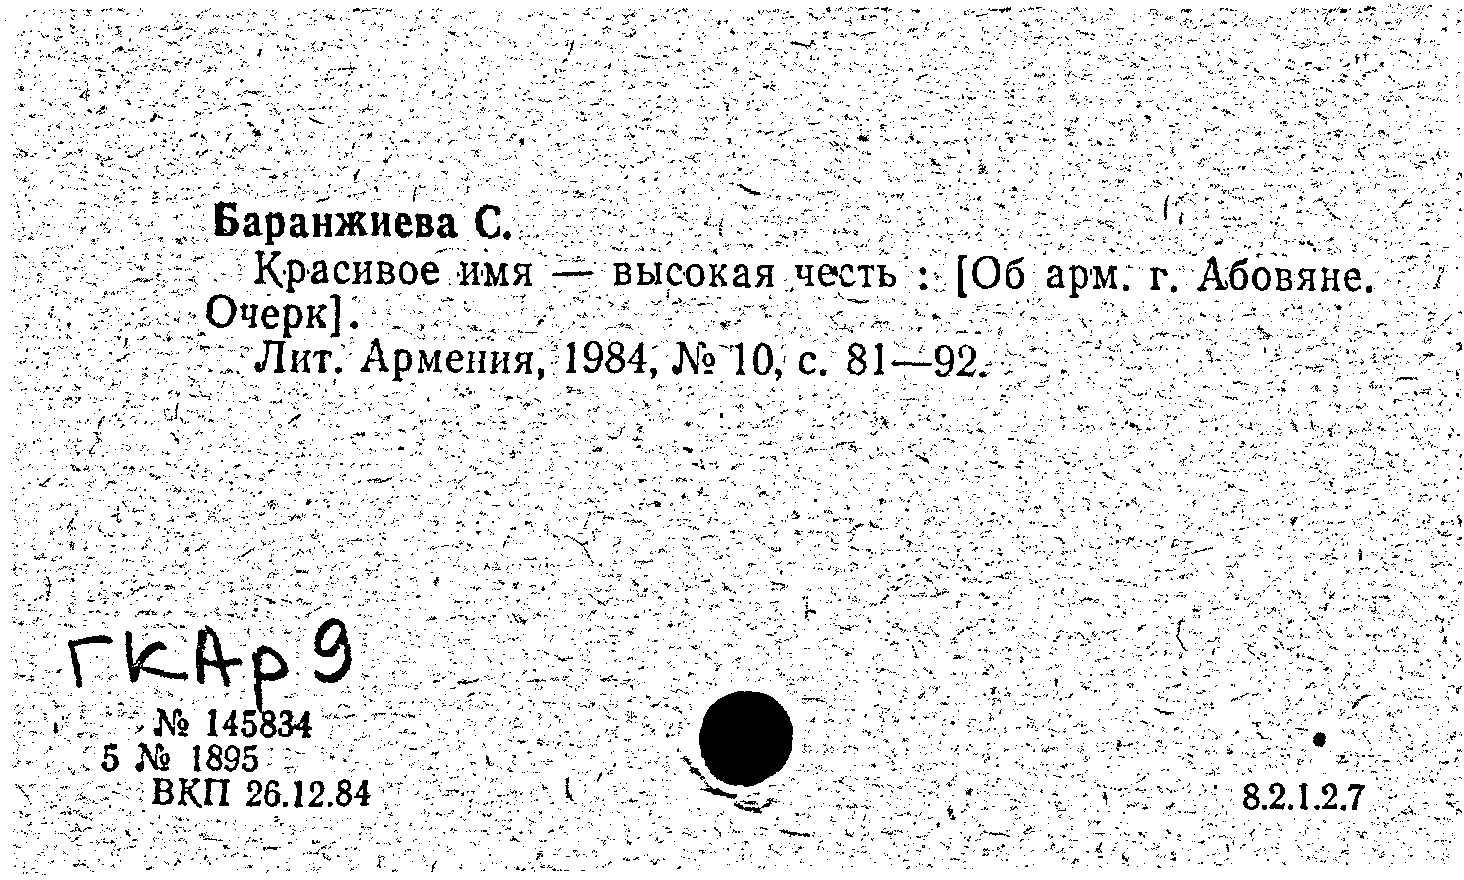 Баранжиева С.
Красивое имя — высокая честь : [Об арм. г. Абовяне.
Очерк].
Лит. Армения, 1984, № 10, с. 81—92.
ГКАр 9
№ 145834
5 № 1895
ВКП 26.12.84
8.2.1.2.7